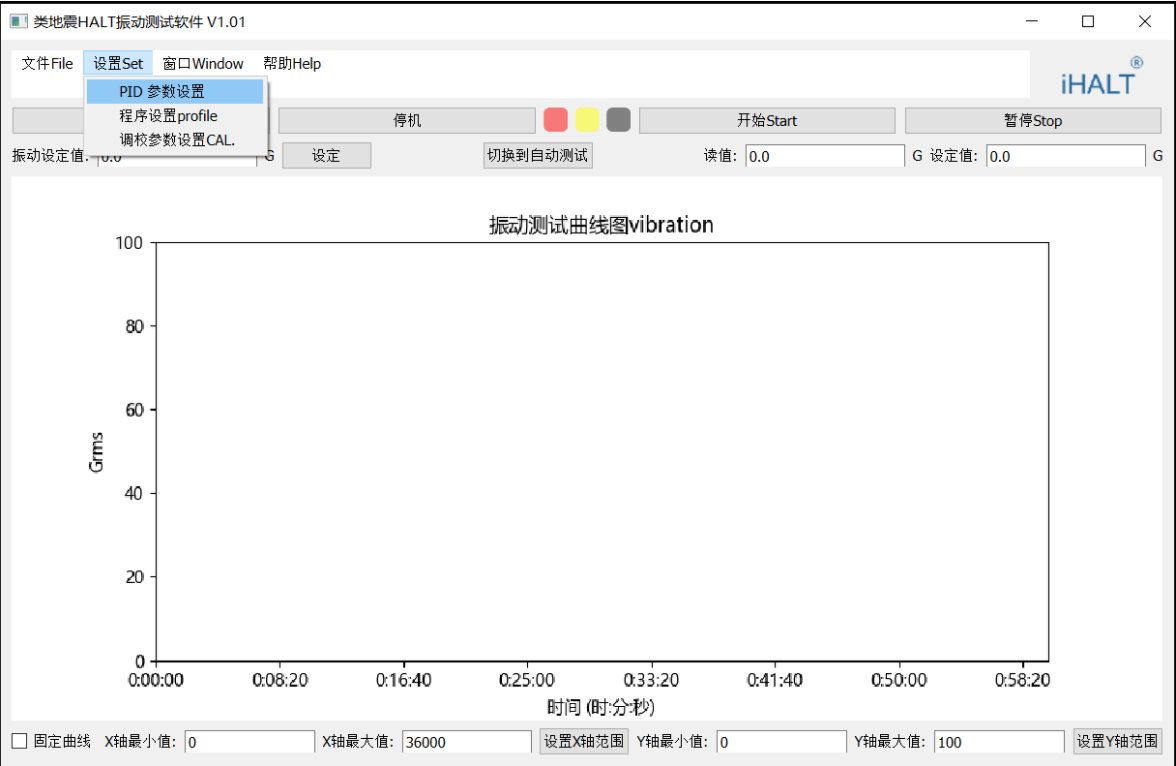 类地震HALT振动测试软件 V1.01
文件File 设置Set 窗口Window 帮助Help
iHALT®
PID 参数设置
程序设置profile
调校参数设置CAL.
停机 开始Start 暂停Stop
振动设定值: 0.0 G 设定 切换到自动测试 读值: 0.0 G 设定值: 0.0 G
振动测试曲线图vibration
100
80
60
40
20
0
Grms
0:00:00 0:08:20 0:16:40 0:25:00 0:33:20 0:41:40 0:50:00 0:58:20
时间 (时:分:秒)
固定曲线 X轴最小值: 0 X轴最大值: 36000 设置X轴范围 Y轴最小值: 0 Y轴最大值: 100 设置Y轴范围